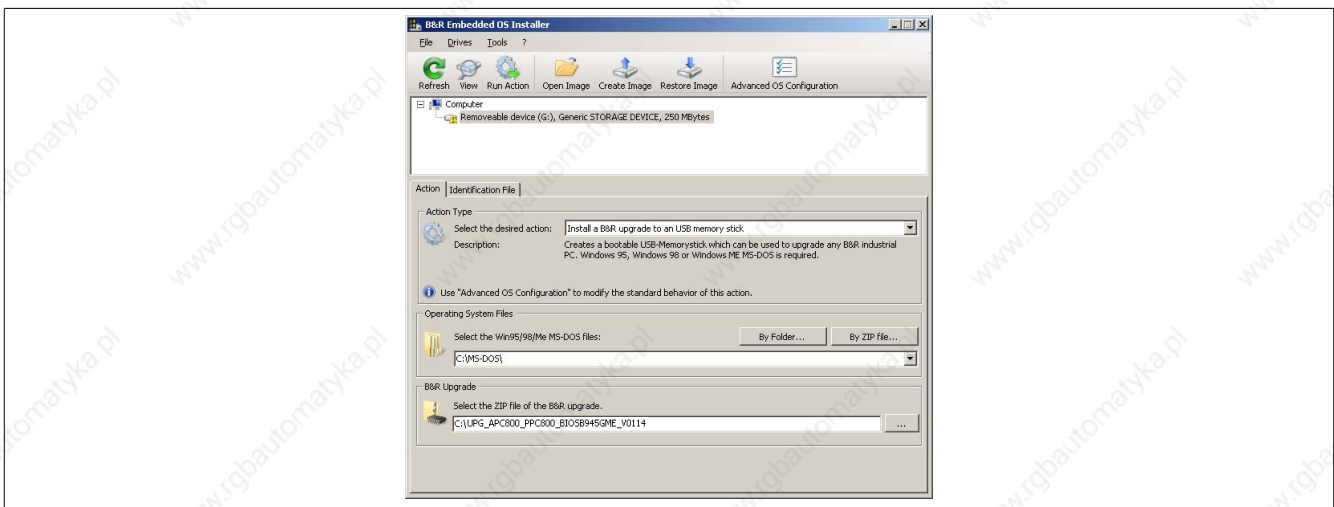 B&R Embedded OS Installer
File Drives Tools ?
Refresh View Run Action Open Image Create Image Restore Image Advanced OS Configuration
Computer
Removeable device (G:), Generic STORAGE DEVICE, 250 MBytes
Action Identification File
Action Type
Select the desired action: Install a B&R upgrade to an USB memory stick
Description: Creates a bootable USB-Memorystick which can be used to upgrade any B&R industrial
PC. Windows 95, Windows 98 or Windows ME MS-DOS is required.
Use "Advanced OS Configuration" to modify the standard behavior of this action.
Operating System Files
Select the Win95/98/Me MS-DOS files: By Folder... By ZIP file...
C:\MS-DOS\
B&R Upgrade
Select the ZIP file of the B&R upgrade.
C:\UPG_APC800_PPC800_BIOSB945GME_V0114 ...
www.rgbautomatyka.pl